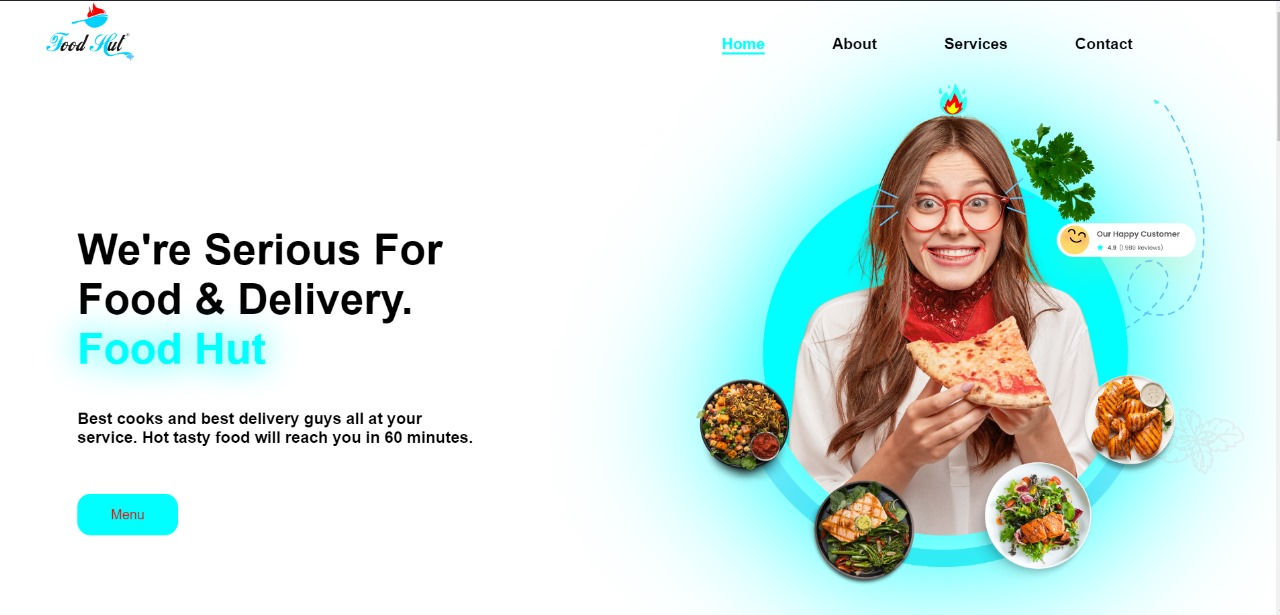 Food Hut
Home
About
Services
Contact
Our Happy Customer
4.9 (1989 Reviews)
We're Serious For
Food & Delivery.
Food Hut
Best cooks and best delivery guys all at your
service. Hot tasty food will reach you in 60 minutes.
Menu